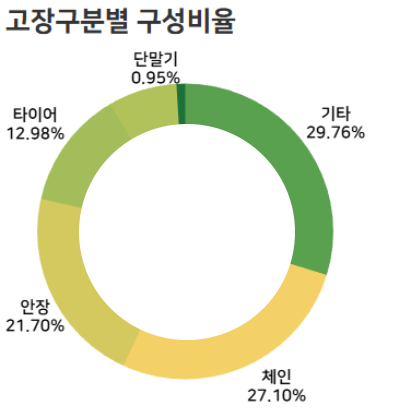 고장구분별 구성비율
단말기
0.95%
기타
29.76%
타이어
12.98%
안장
21.70%
체인
27.10%